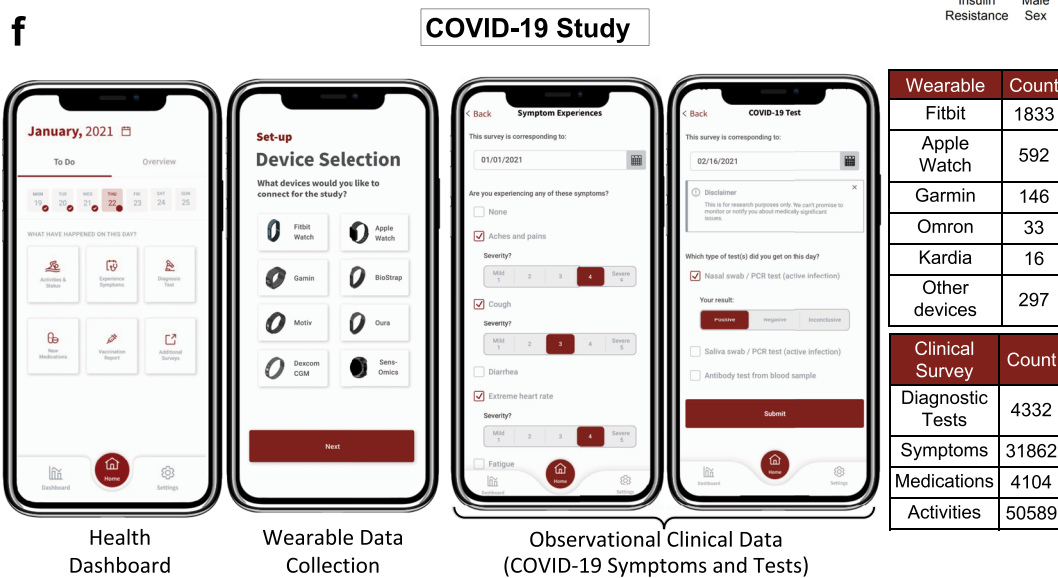 Insulin Male
Resistance Sex
f
COVID-19 Study
January, 2021
To Do Overview
MON TUE WED THU FRI SAT SUN
19 20 21 22 23 24 25
WHAT HAVE HAPPENED ON THIS DAY?
Activities &
Status
Experience
Symptoms
Diagnostic
Test
New
Medications
Vaccination
Report
Additional
Surveys
Dashboard Home Settings
Health
Dashboard
Set-up
Device Selection
What devices would you like to
connect for the study?
Fitbit
Watch
Apple
Watch
Gamin
BioStrap
Motiv
Oura
Dexcom
CGM
Sens-
Omics
Next
Wearable Data
Collection
< Back Symptom Experiences
This survey is corresponding to:
01/01/2021
Are you experiencing any of these symptoms?
None
Aches and pains
Severity?
Mild 2 3 4 Severe
1 4
Cough
Severity?
Mild 2 3 4 Severe
1 5
Diarrhea
Extreme heart rate
Severity?
Mild 2 3 4 Severe
1 5
Fatigue
Dashboard Home Settings
< Back COVID-19 Test
This survey is corresponding to:
02/16/2021
Disclaimer
This is for research purposes only. We can't promise to
monitor or notify you about medically significant
issues.
Which type of test(s) did you get on this day?
Nasal swab / PCR test (active infection)
Your result:
Positive Negative Inconclusive
Saliva swab / PCR test (active infection)
Antibody test from blood sample
Submit
Dashboard Home Settings
Observational Clinical Data
(COVID-19 Symptoms and Tests)
Wearable Count
Fitbit 1833
Apple
Watch 592
Garmin 146
Omron 33
Kardia 16
Other
devices 297
Clinical
Survey Count
Diagnostic
Tests 4332
Symptoms 31862
Medications 4104
Activities 50589